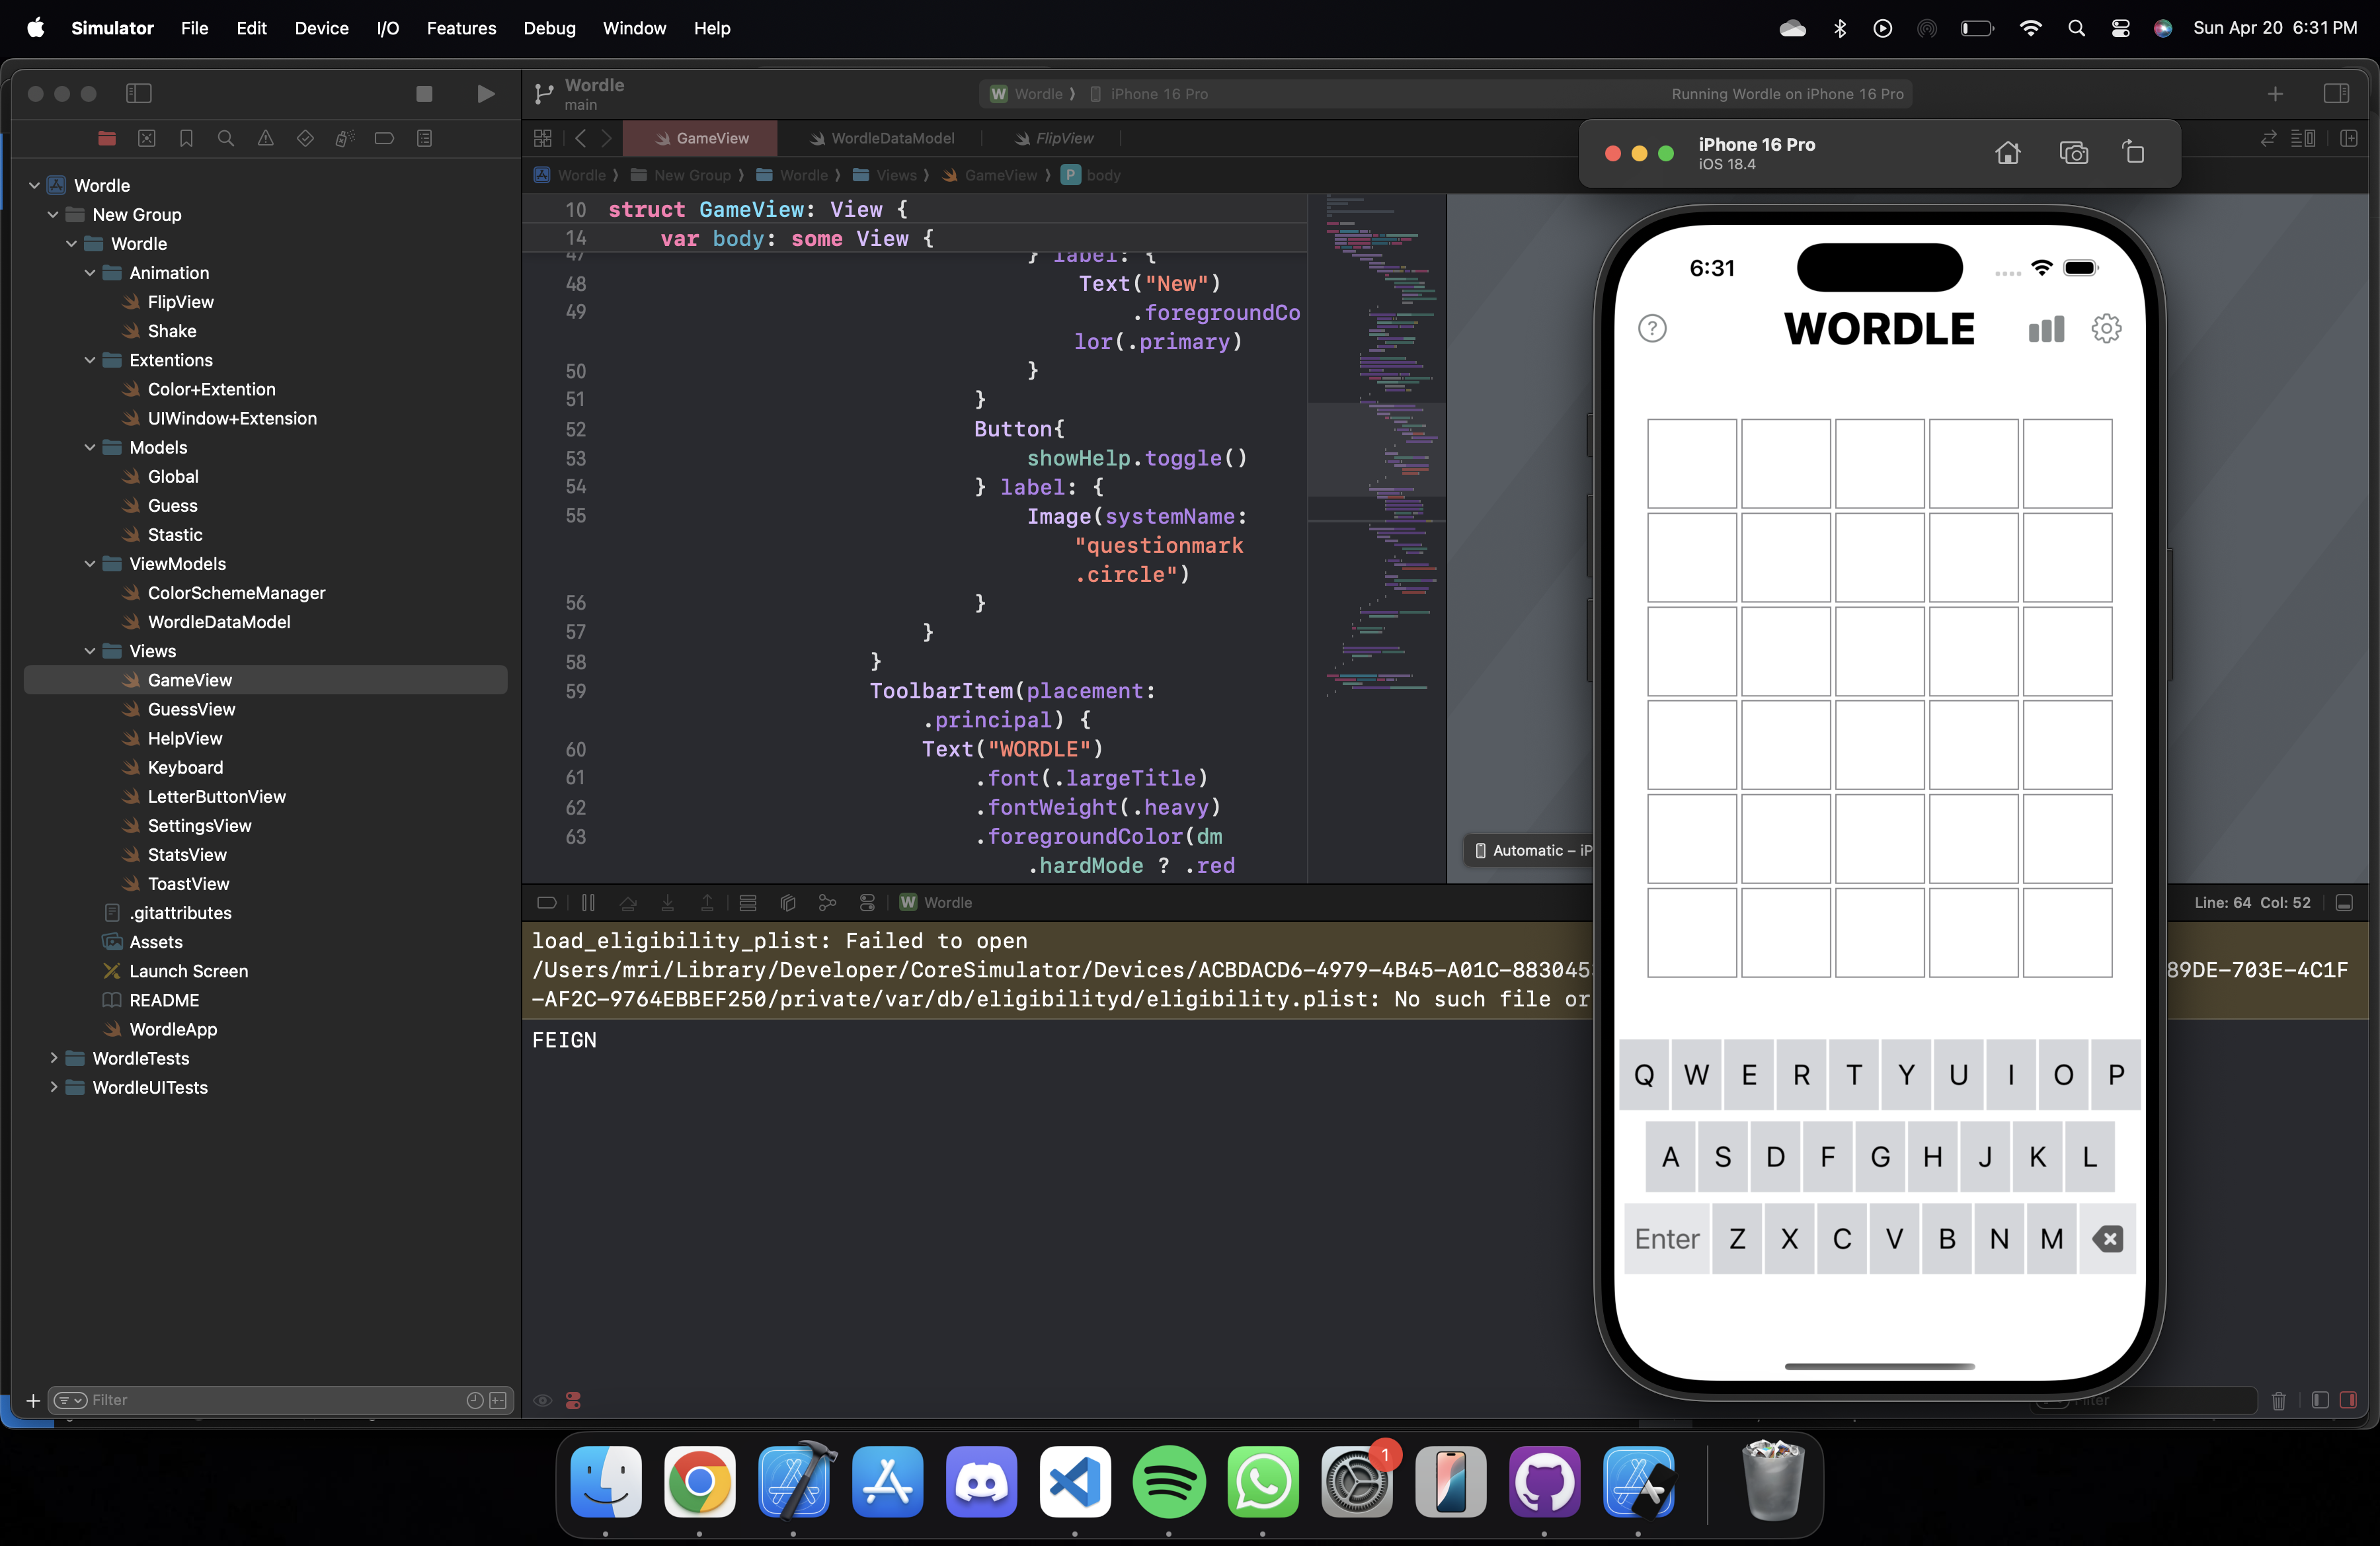 Simulator File Edit Device I/O Features Debug Window Help Sun Apr 20 6:31 PM
Wordle
main
W Wordle iPhone 16 Pro Running Wordle on iPhone 16 Pro
GameView WordleDataModel FlipView
Wordle New Group Wordle Views GameView P body
Wordle
New Group
Wordle
Animation
FlipView
Shake
Extentions
Color+Extention
UIWindow+Extension
Models
Global
Guess
Stastic
ViewModels
ColorSchemeManager
WordleDataModel
Views
GameView
GuessView
HelpView
Keyboard
LetterButtonView
SettingsView
StatsView
ToastView
.gitattributes
Assets
Launch Screen
README
WordleApp
WordleTests
WordleUITests
Filter
10 struct GameView: View {
14 var body: some View {
47 } label: {
48 Text("New")
49 .foregroundCo
lor(.primary)
50 }
51 }
52 Button{
53 showHelp.toggle()
54 } label: {
55 Image(systemName:
"questionmark
.circle")
56 }
57 }
58 }
59 ToolbarItem(placement:
.principal) {
60 Text("WORDLE")
61 .font(.largeTitle)
62 .fontWeight(.heavy)
63 .foregroundColor(dm
.hardMode ? .red
Automatic – iP
W Wordle
Line: 64 Col: 52
load_eligibility_plist: Failed to open
/Users/mri/Library/Developer/CoreSimulator/Devices/ACBDACD6-4979-4B45-A01C-883045 89DE-703E-4C1F
-AF2C-9764EBBEF250/private/var/db/eligibilityd/eligibility.plist: No such file or
FEIGN
iPhone 16 Pro
iOS 18.4
6:31
? WORDLE
Q W E R T Y U I O P
A S D F G H J K L
Enter Z X C V B N M
Filter
1